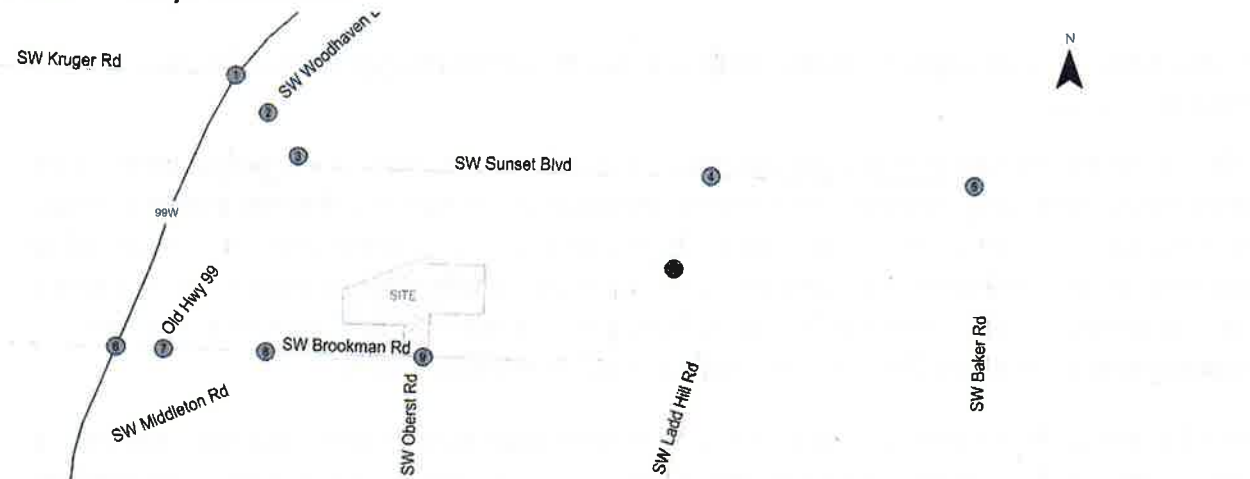 N
SW Kruger Rd
SW Woodhaven
1
2
3
SW Sunset Blvd
4
5
99W
Old Hwy 99
SITE
6
7
8
SW Brookman Rd
9
SW Middleton Rd
SW Oberst Rd
SW Ladd Hill Rd
SW Baker Rd